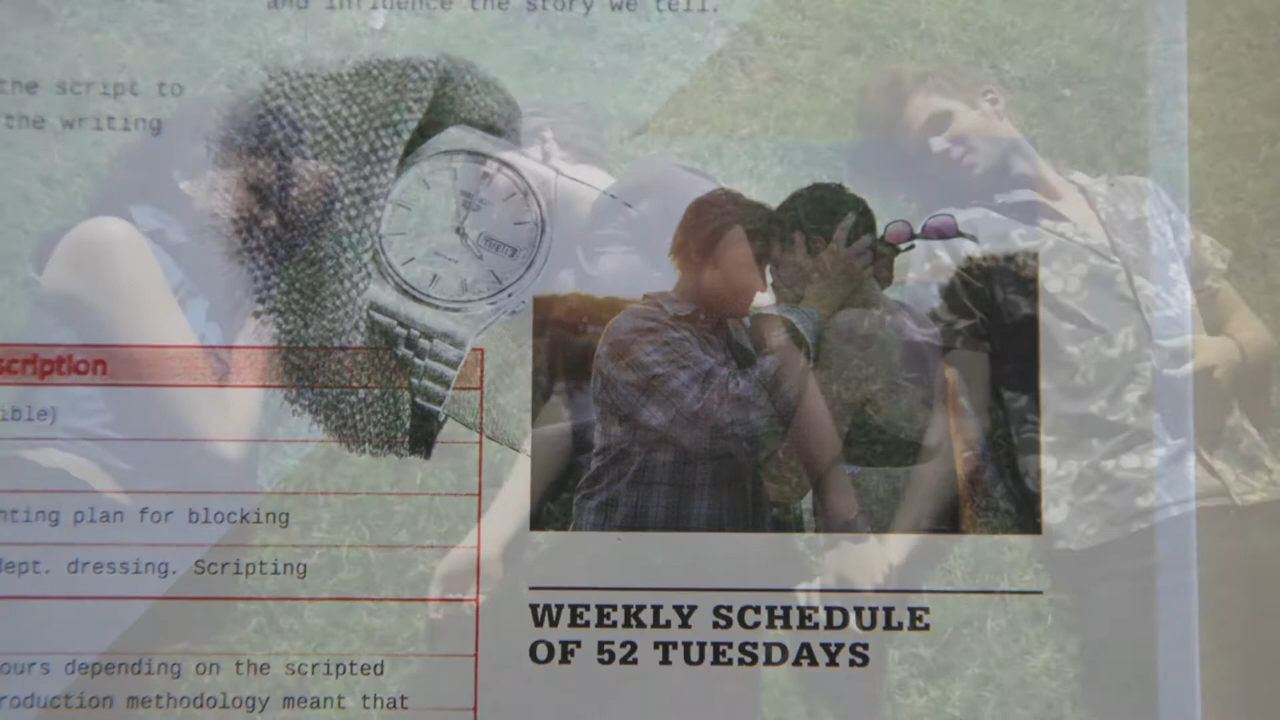 and influence the story we tell.
the script to
the writing
scription
ible)
nting plan for blocking
dept. dressing. Scripting
ours depending on the scripted
roduction methodology meant that
WEEKLY SCHEDULE
OF 52 TUESDAYS